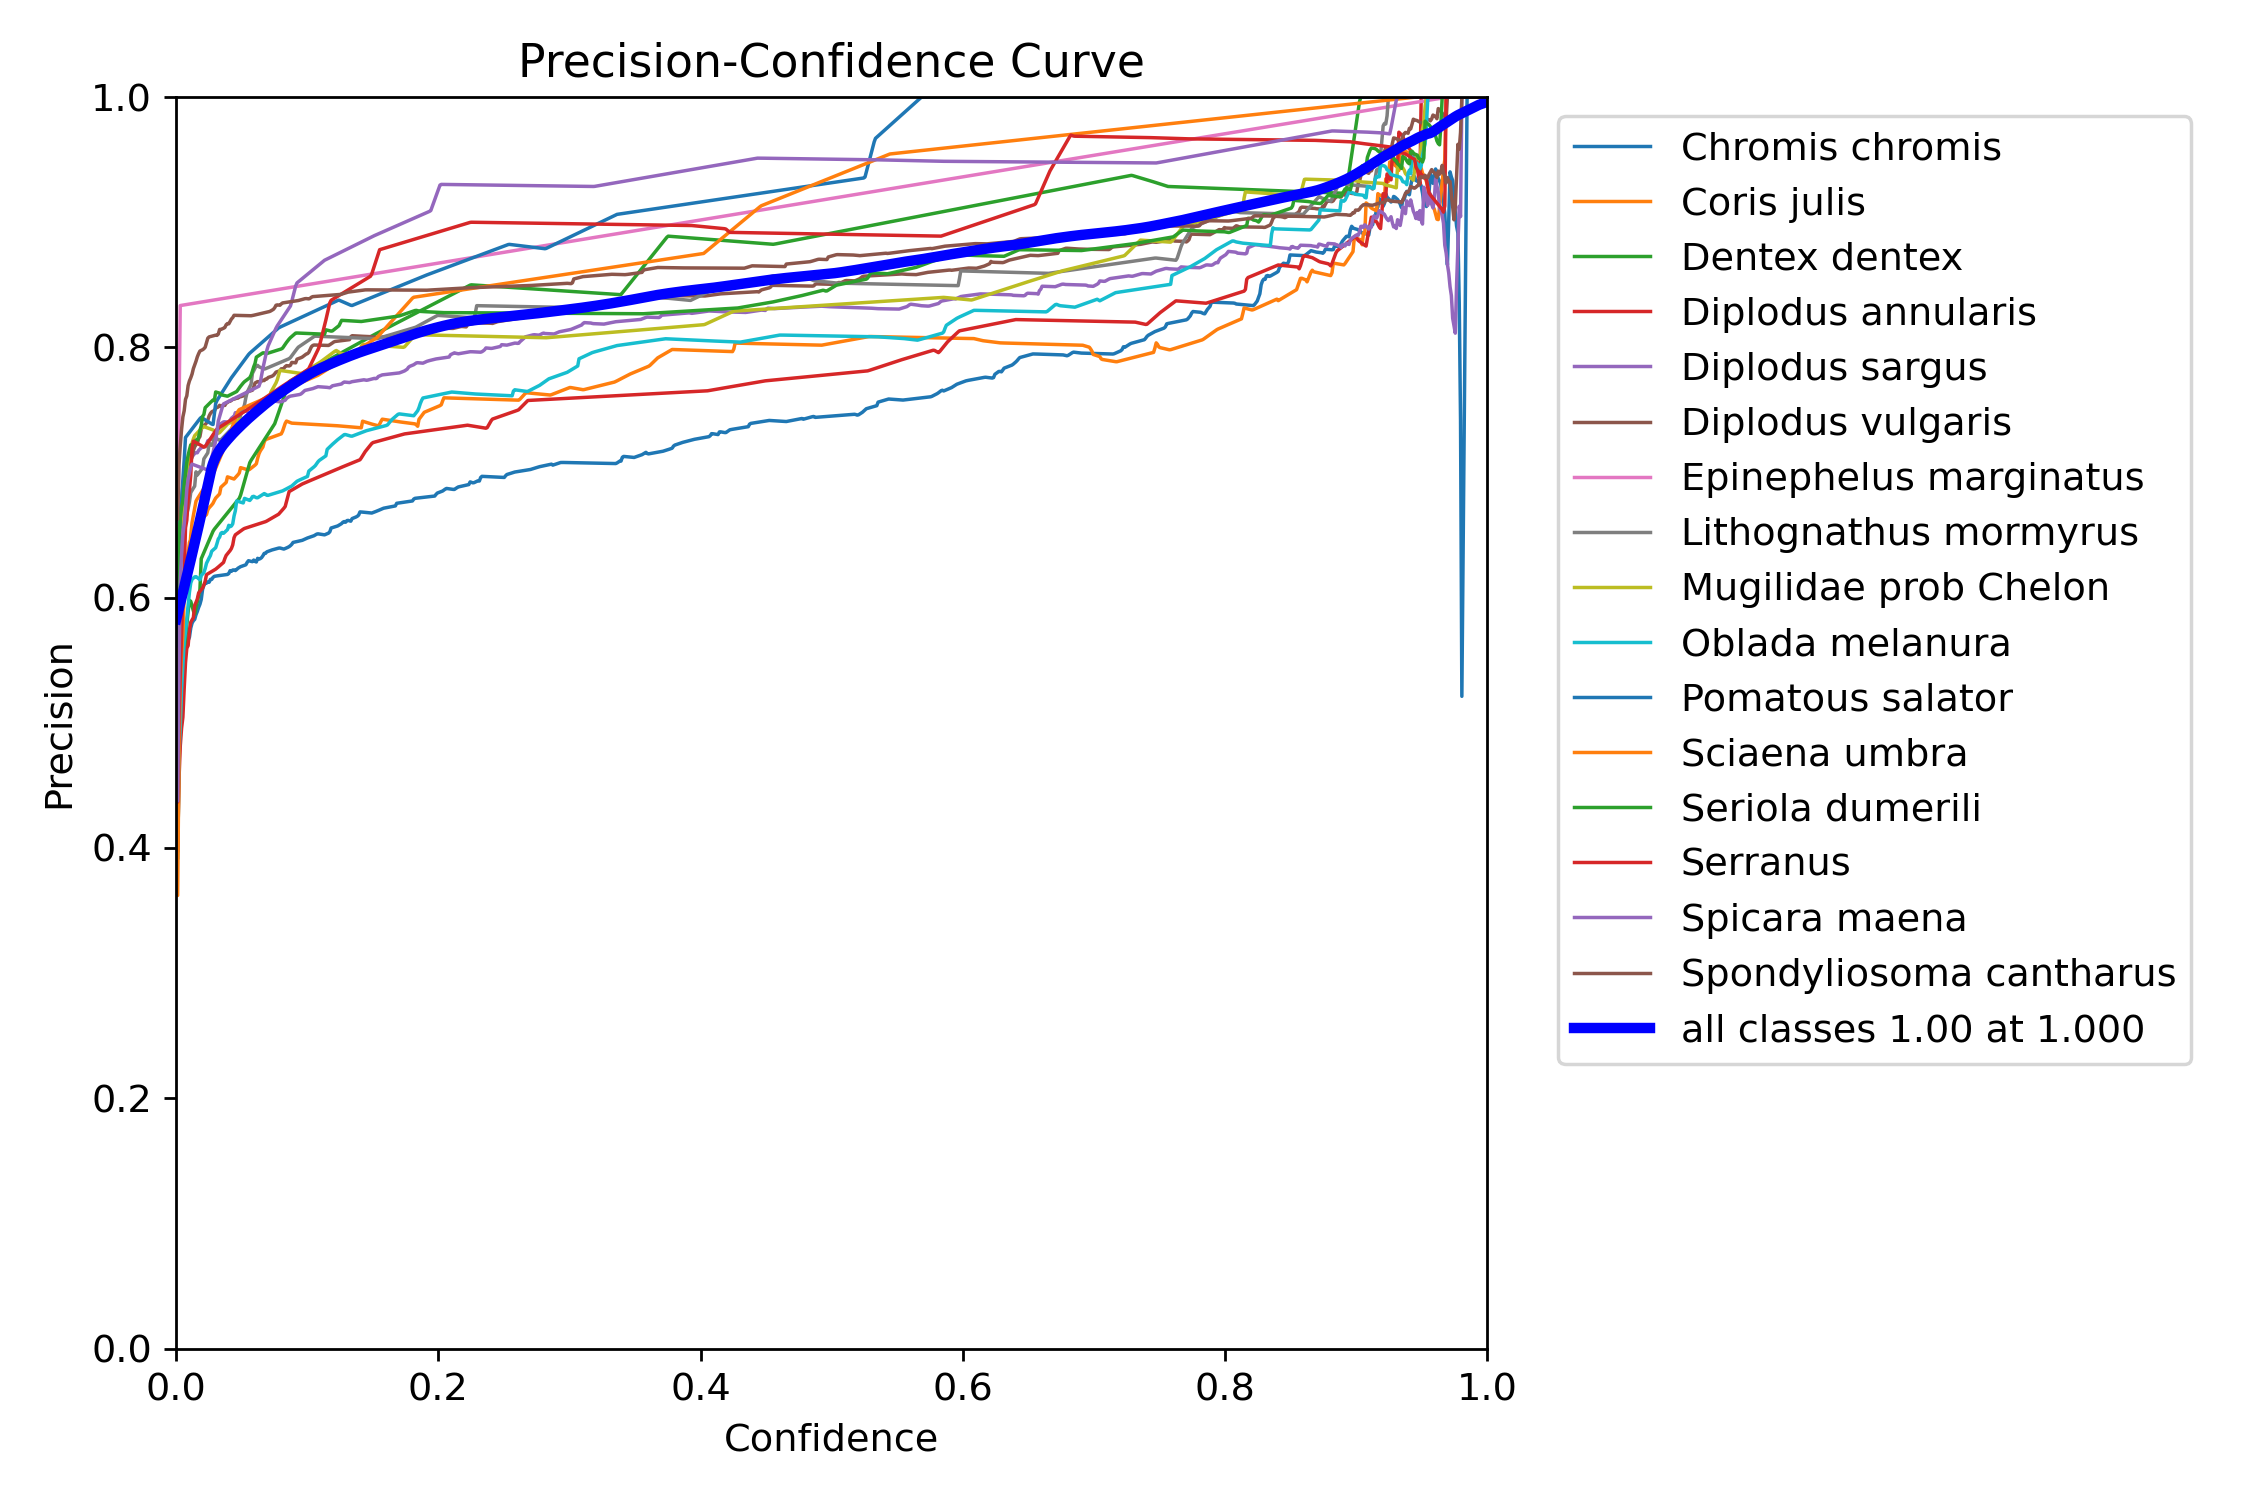 Precision-Confidence Curve
1.0
0.8
0.6
0.4
0.2
0.0
Precision
0.0 0.2 0.4 0.6 0.8 1.0
Confidence
Chromis chromis
Coris julis
Dentex dentex
Diplodus annularis
Diplodus sargus
Diplodus vulgaris
Epinephelus marginatus
Lithognathus mormyrus
Mugilidae prob Chelon
Oblada melanura
Pomatous salator
Sciaena umbra
Seriola dumerili
Serranus
Spicara maena
Spondyliosoma cantharus
all classes 1.00 at 1.000